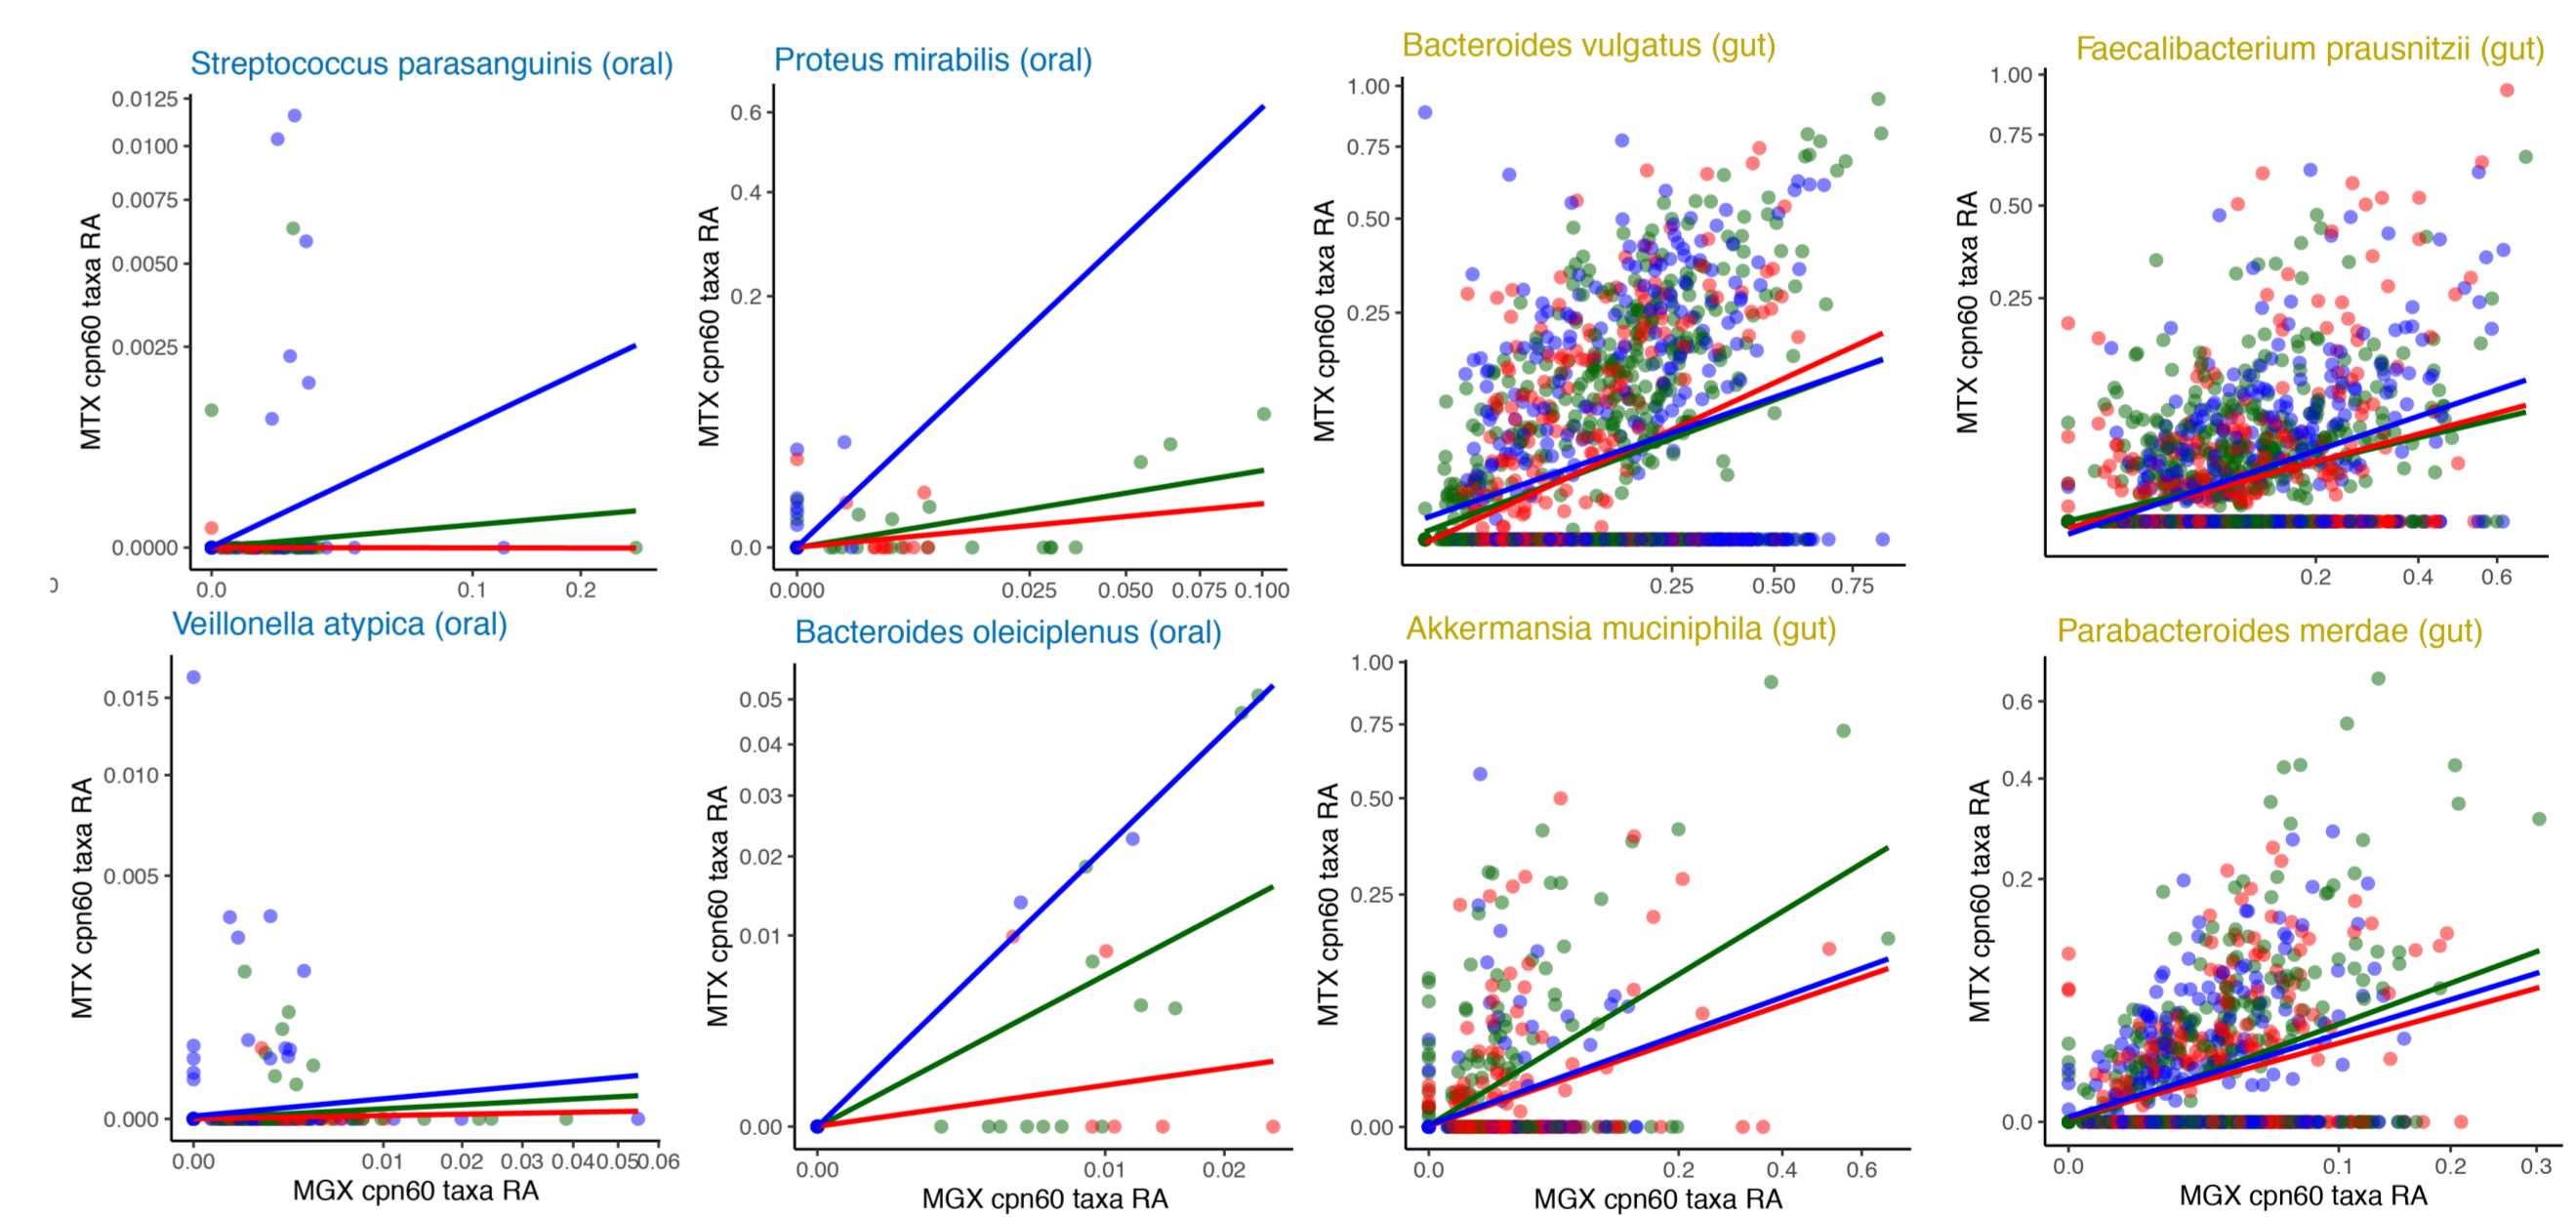 Streptococcus parasanguinis (oral)
MTX cpn60 taxa RA
0.0125
0.0100
0.0075
0.0050
0.0025
0.0000
0.0 0.1 0.2
Proteus mirabilis (oral)
MTX cpn60 taxa RA
0.6
0.4
0.2
0.0
0.000 0.025 0.050 0.075 0.100
Bacteroides vulgatus (gut)
MTX cpn60 taxa RA
1.00
0.75
0.50
0.25
0.25 0.50 0.75
Faecalibacterium prausnitzii (gut)
MTX cpn60 taxa RA
1.00
0.75
0.50
0.25
0.2 0.4 0.6
Veillonella atypica (oral)
MTX cpn60 taxa RA
0.015
0.010
0.005
0.000
0.00 0.01 0.02 0.03 0.04 0.05 0.06
MGX cpn60 taxa RA
Bacteroides oleiciplenus (oral)
MTX cpn60 taxa RA
0.05
0.04
0.03
0.02
0.01
0.00
0.00 0.01 0.02
MGX cpn60 taxa RA
Akkermansia muciniphila (gut)
MTX cpn60 taxa RA
1.00
0.75
0.50
0.25
0.00
0.0 0.2 0.4 0.6
MGX cpn60 taxa RA
Parabacteroides merdae (gut)
MTX cpn60 taxa RA
0.6
0.4
0.2
0.0
0.0 0.1 0.2 0.3
MGX cpn60 taxa RA